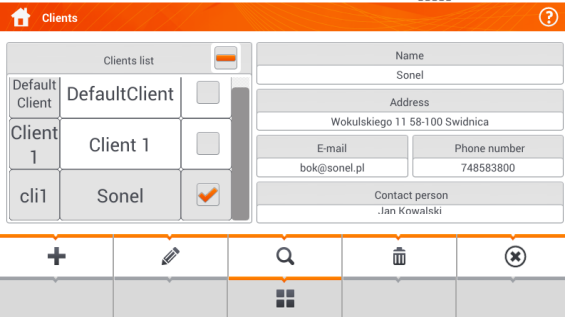 Clients
Clients list
Default
Client
DefaultClient
Client
1
Client 1
cli1
Sonel
Name
Sonel
Address
Wokulskiego 11 58-100 Swidnica
E-mail
bok@sonel.pl
Phone number
748583800
Contact person
Jan Kowalski